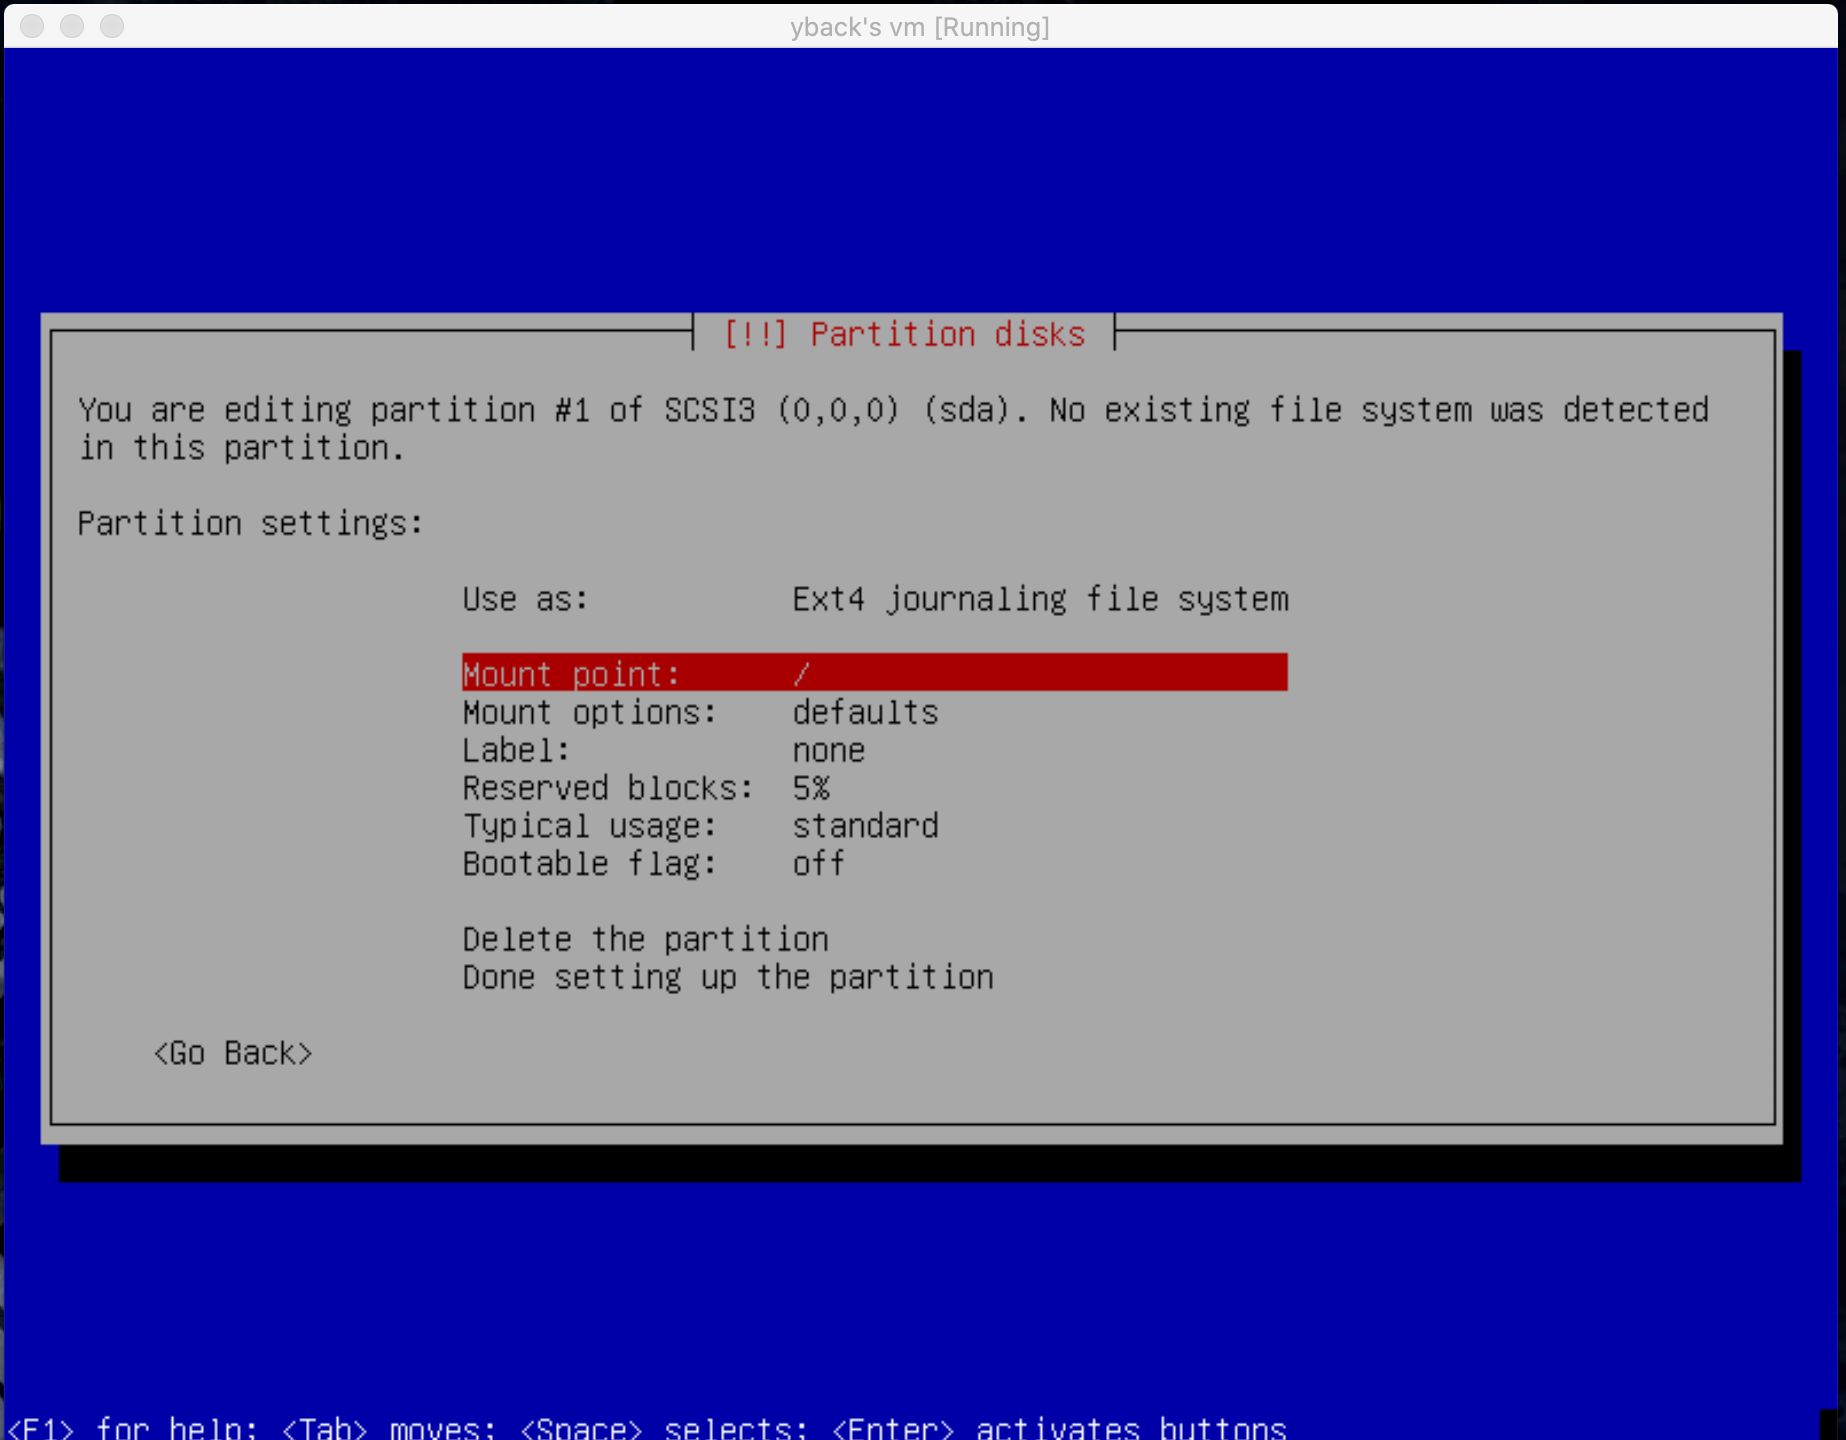 yback's vm [Running]
[!!] Partition disks
You are editing partition #1 of SCSI3 (0,0,0) (sda). No existing file system was detected
in this partition.
Partition settings:
Use as: Ext4 journaling file system
Mount point: /
Mount options: defaults
Label: none
Reserved blocks: 5%
Typical usage: standard
Bootable flag: off
Delete the partition
Done setting up the partition
<Go Back>
<F1> for help; <Tab> moves; <Space> selects; <Enter> activates buttons